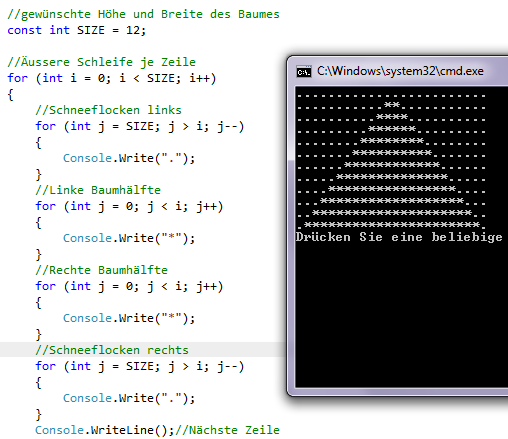 //gewünschte Höhe und Breite des Baumes
const int SIZE = 12;
//Äussere Schleife je Zeile
for (int i = 0; i < SIZE; i++)
{
//Schneeflocken links
for (int j = SIZE; j > i; j--)
{
Console.Write(".");
}
//Linke Baumhälfte
for (int j = 0; j < i; j++)
{
Console.Write("*");
}
//Rechte Baumhälfte
for (int j = 0; j < i; j++)
{
Console.Write("*");
}
//Schneeflocken rechts
for (int j = SIZE; j > i; j--)
{
Console.Write(".");
}
Console.WriteLine();//Nächste Zeile
C:\Windows\system32\cmd.exe
........................
...........**...........
..........****..........
.........******.........
........********........
.......**********.......
......************......
.....**************.....
....****************....
...******************...
..********************..
.**********************.
Drücken Sie eine beliebige